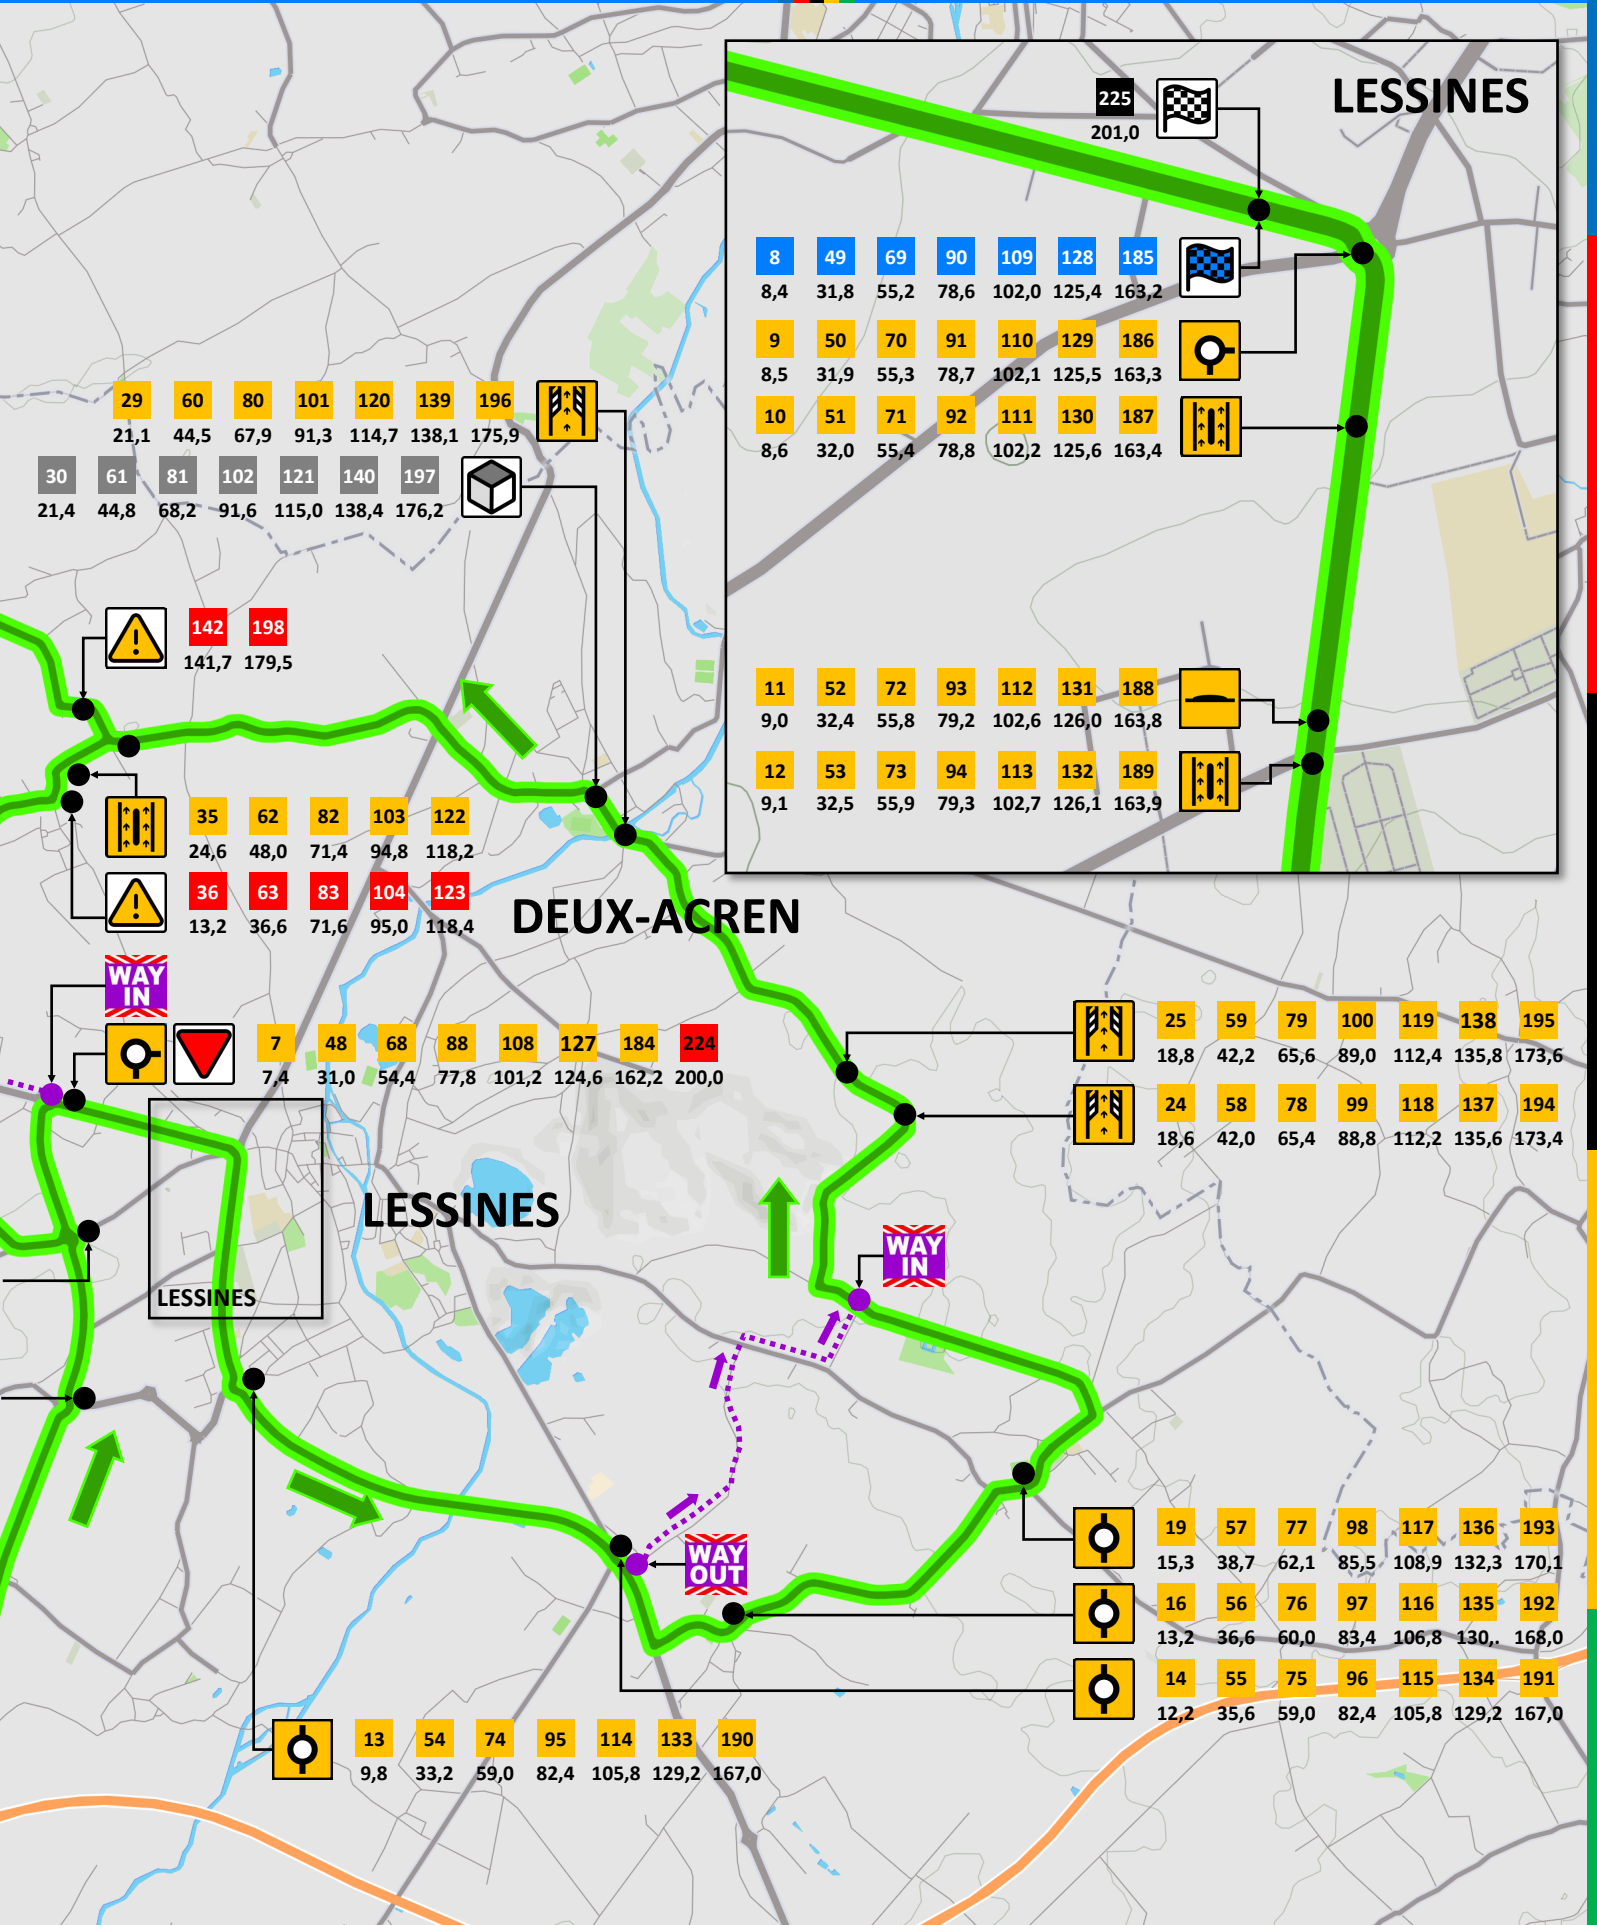 LESSINES
225
201,0
8 49 69 90 109 128 185
8,4 31,8 55,2 78,6 102,0 125,4 163,2
9 50 70 91 110 129 186
8,5 31,9 55,3 78,7 102,1 125,5 163,3
10 51 71 92 111 130 187
8,6 32,0 55,4 78,8 102,2 125,6 163,4
11 52 72 93 112 131 188
9,0 32,4 55,8 79,2 102,6 126,0 163,8
12 53 73 94 113 132 189
9,1 32,5 55,9 79,3 102,7 126,1 163,9
29 60 80 101 120 139 196
21,1 44,5 67,9 91,3 114,7 138,1 175,9
30 61 81 102 121 140 197
21,4 44,8 68,2 91,6 115,0 138,4 176,2
142 198
141,7 179,5
35 62 82 103 122
24,6 48,0 71,4 94,8 118,2
36 63 83 104 123
13,2 36,6 71,6 95,0 118,4
DEUX-ACREN
WAY
IN
7 48 68 88 108 127 184 224
7,4 31,0 54,4 77,8 101,2 124,6 162,2 200,0
25 59 79 100 119 138 195
18,8 42,2 65,6 89,0 112,4 135,8 173,6
24 58 78 99 118 137 194
18,6 42,0 65,4 88,8 112,2 135,6 173,4
LESSINES
WAY
IN
LESSINES
WAY
OUT
19 57 77 98 117 136 193
15,3 38,7 62,1 85,5 108,9 132,3 170,1
16 56 76 97 116 135 192
13,2 36,6 60,0 83,4 106,8 130,. 168,0
14 55 75 96 115 134 191
12,2 35,6 59,0 82,4 105,8 129,2 167,0
13 54 74 95 114 133 190
9,8 33,2 59,0 82,4 105,8 129,2 167,0